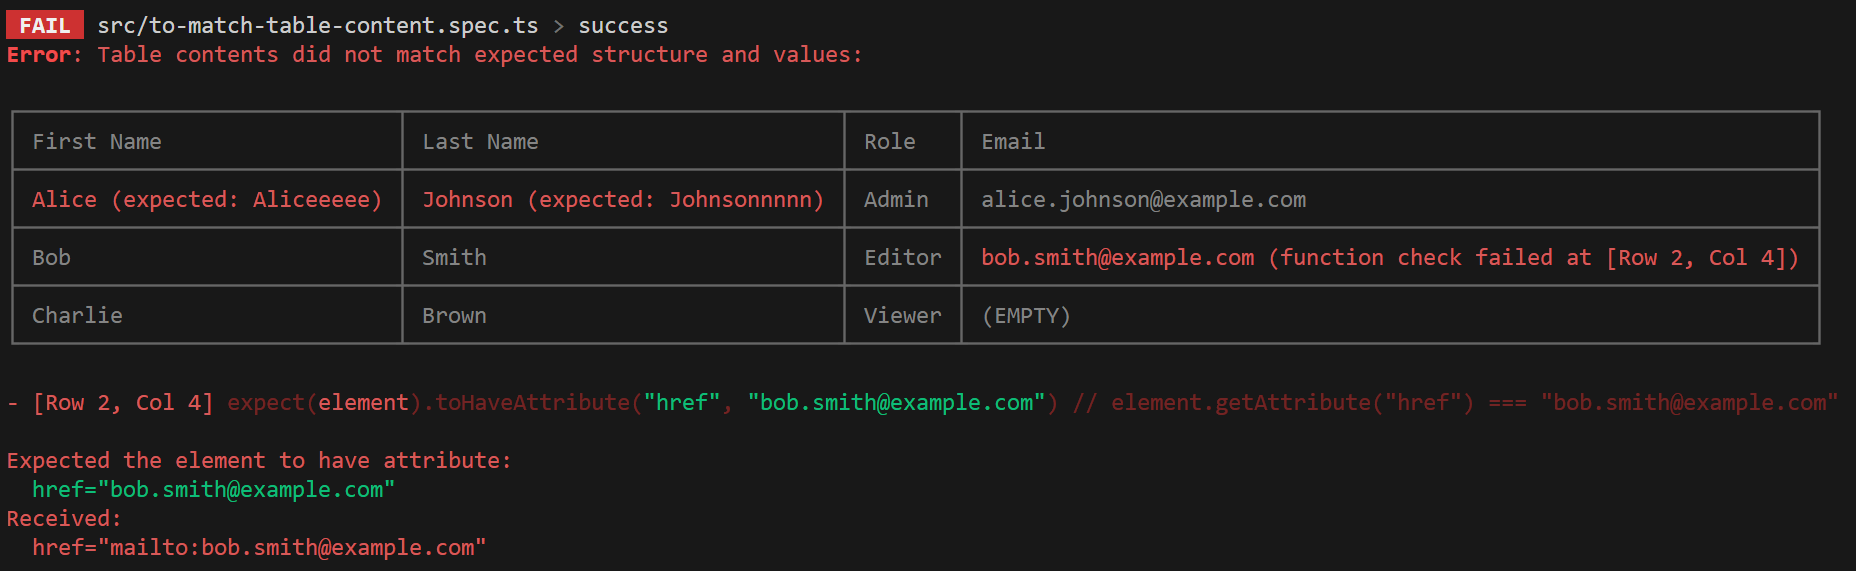 FAIL src/to-match-table-content.spec.ts > success
Error: Table contents did not match expected structure and values:
First Name Last Name Role Email
Alice (expected: Aliceeeee) Johnson (expected: Johnsonnnnn) Admin alice.johnson@example.com
Bob Smith Editor bob.smith@example.com (function check failed at [Row 2, Col 4])
Charlie Brown Viewer (EMPTY)
- [Row 2, Col 4] expect(element).toHaveAttribute("href", "bob.smith@example.com") // element.getAttribute("href") === "bob.smith@example.com"
Expected the element to have attribute:
href="bob.smith@example.com"
Received:
href="mailto:bob.smith@example.com"